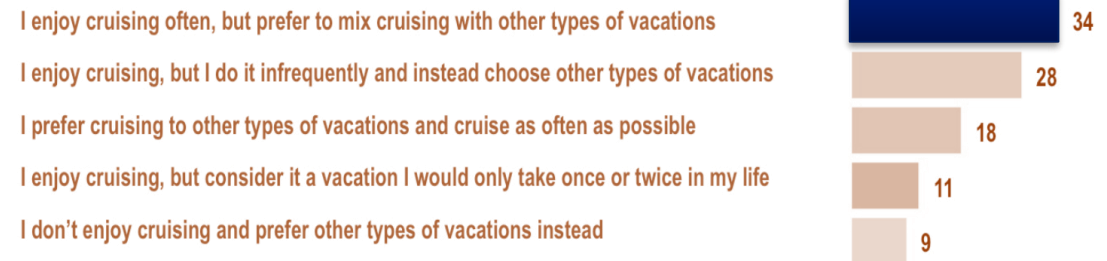 I enjoy cruising often, but prefer to mix cruising with other types of vacations 34
I enjoy cruising, but I do it infrequently and instead choose other types of vacations 28
I prefer cruising to other types of vacations and cruise as often as possible 18
I enjoy cruising, but consider it a vacation I would only take once or twice in my life 11
I don’t enjoy cruising and prefer other types of vacations instead 9